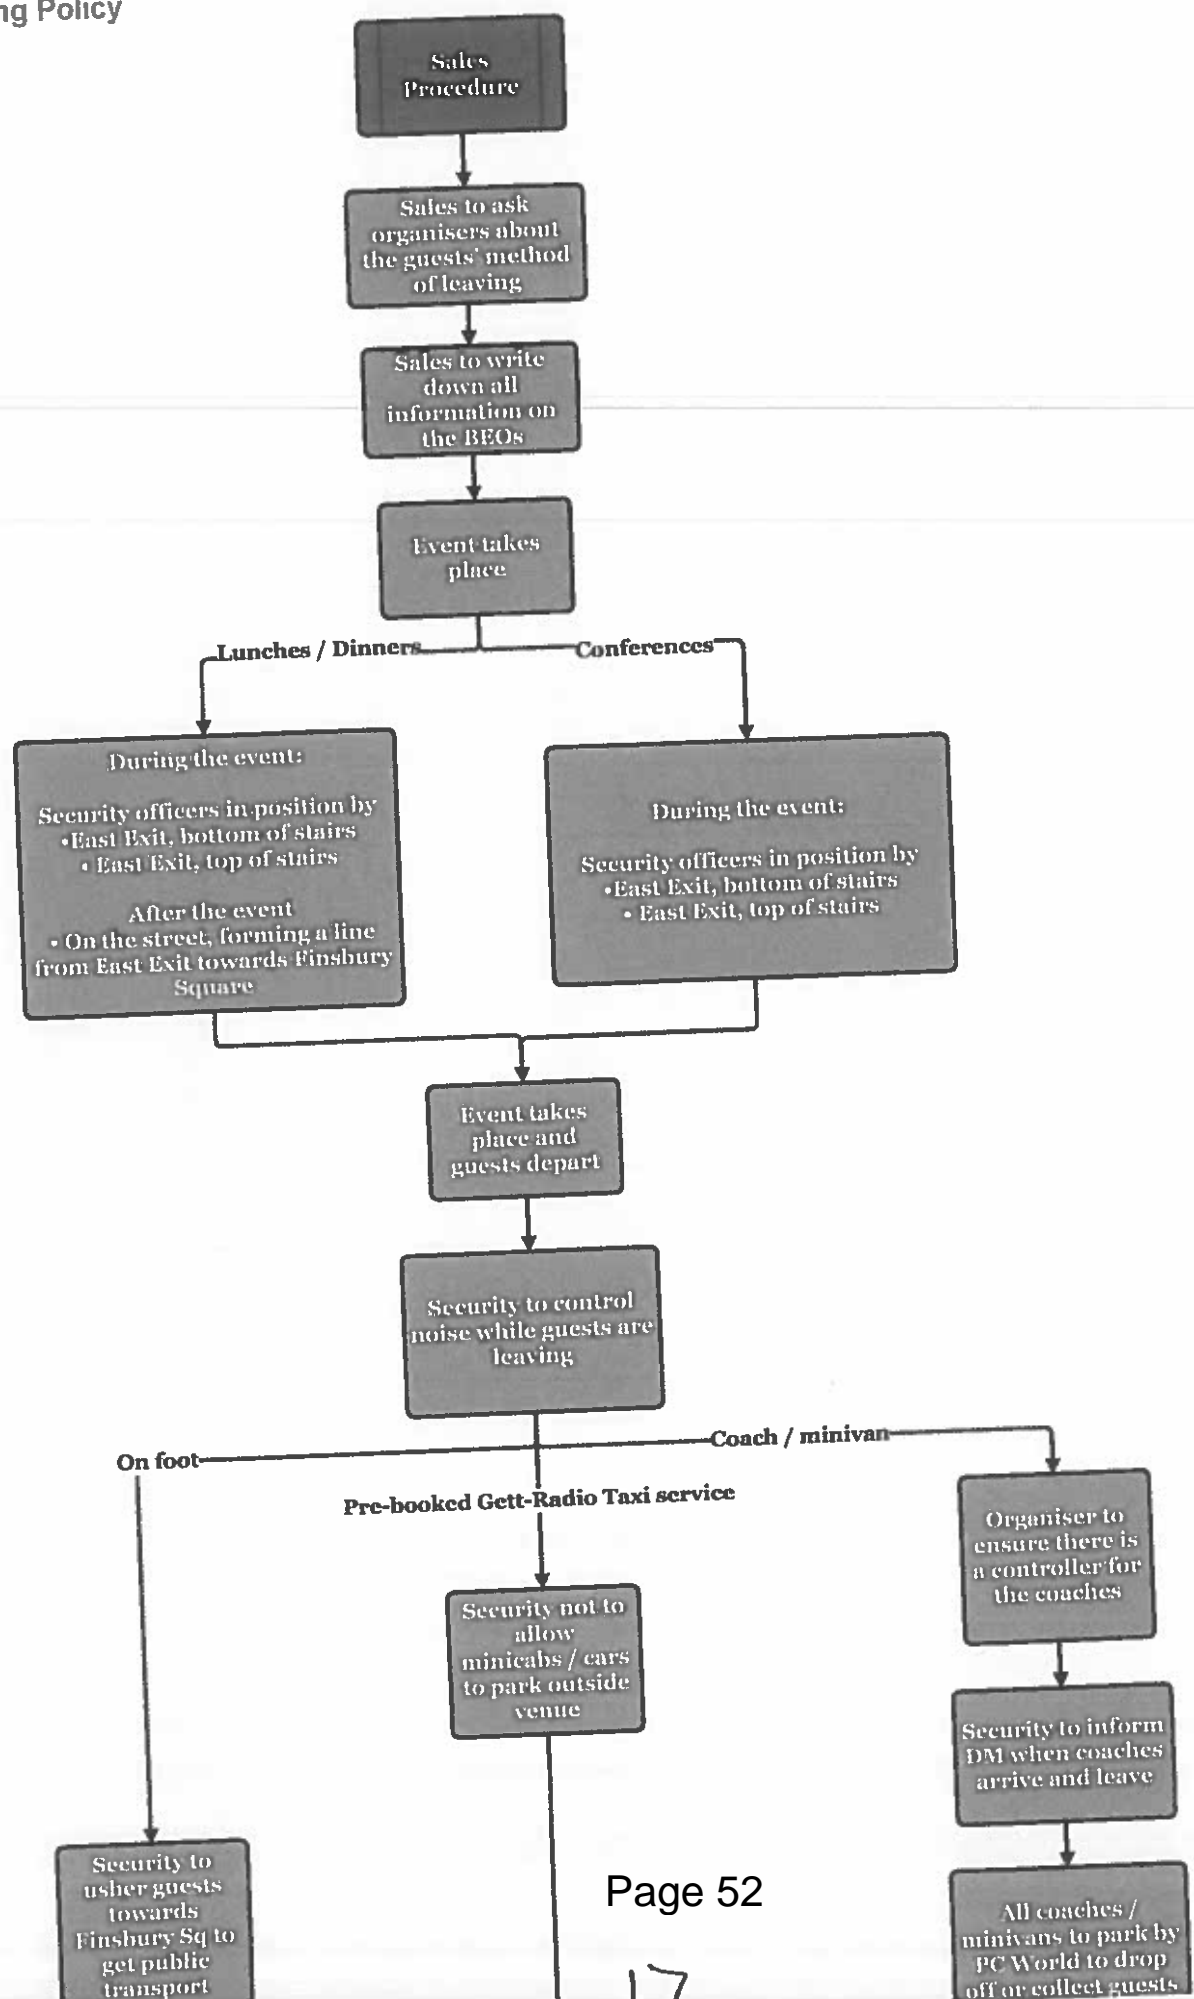 ng Policy
Sales
Procedure
Sales to ask
organisers about
the guests' method
of leaving
Sales to write
down all
information on
the BEOs
Event takes
place
Lunches / Dinners
Conferences
During the event:
Security officers in position by
•East Exit, bottom of stairs
• East Exit, top of stairs
After the event
• On the street, forming a line
from East Exit towards Finsbury
Square
During the event:
Security officers in position by
•East Exit, bottom of stairs
• East Exit, top of stairs
Event takes
place and
guests depart
Security to control
noise while guests are
leaving
On foot
Coach / minivan
Pre-booked Gett-Radio Taxi service
Organiser to
ensure there is
a controller for
the coaches
Security not to
allow
minicabs / cars
to park outside
venue
Security to inform
DM when coaches
arrive and leave
Security to
usher guests
towards
Finsbury Sq to
get public
transport
All coaches /
minivans to park by
PC World to drop
off or collect guests
Page 52
17